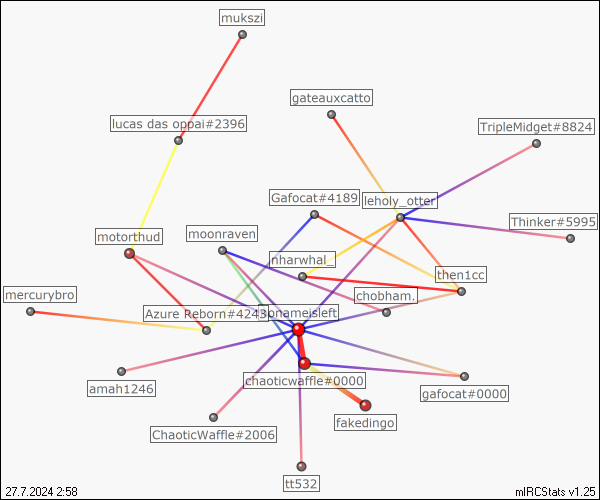 mukszi
gateauxcatto
lucas das oppai#2396
TripleMidget#8824
Gafocat#4189
leholy_otter
Thinker#5995
motorthud
moonraven
nharwhal_
then1cc
mercurybro
chobham.
Azure Reborn#4243
nonameisleft
chaoticwaffle#0000
amah1246
gafocat#0000
fakedingo
ChaoticWaffle#2006
tt532
27.7.2024 2:58
mIRCStats v1.25